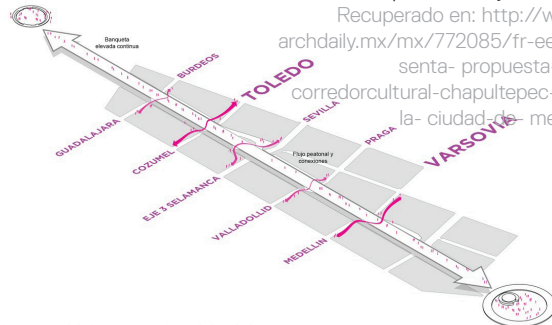 Recuperado en: http://w
archdaily.mx/mx/772085/fr-ee
senta- propuesta-
corredorcultural-chapultepec-
la- ciudad-de- me
Banqueta
elevada continua
BURDEOS
TOLEDO
SEVILLA
PRAGA
VARSOVIA
GUADALAJARA
COZUMEL
EJE 3 SALAMANCA
VALLADOLLID
MEDELLIN
Flujo peatonal y
conexiones